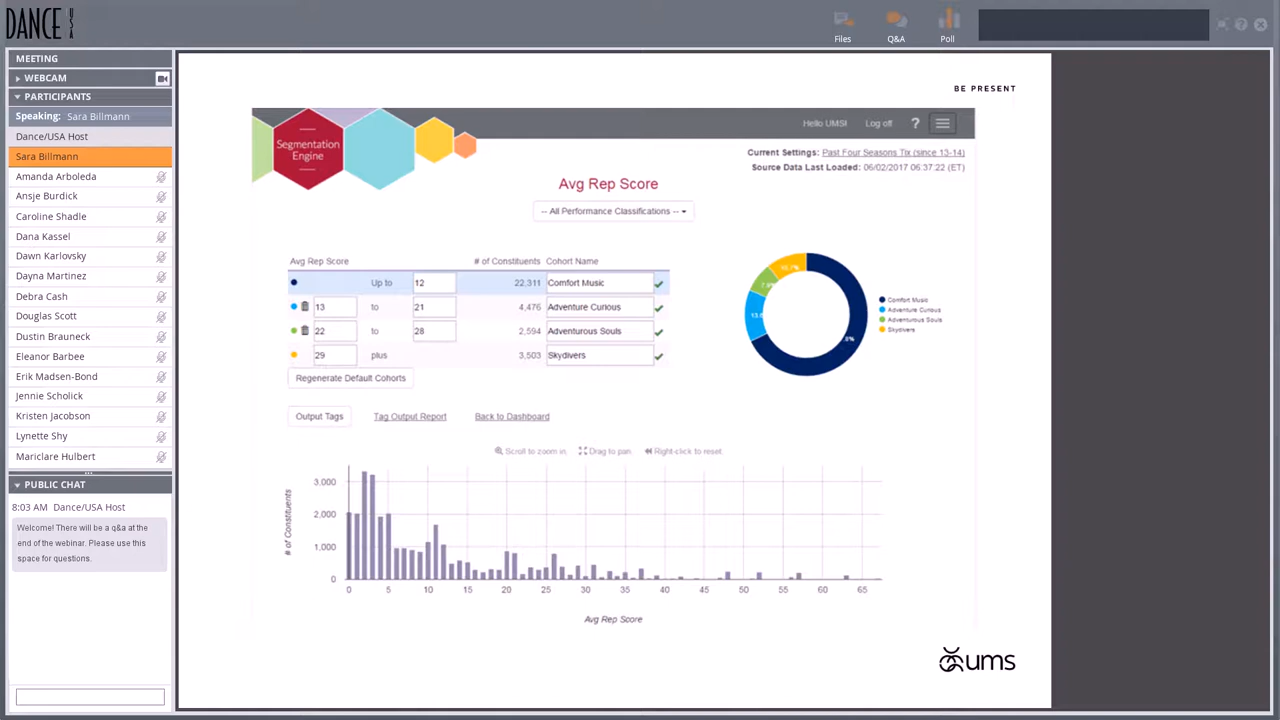 DANCE USA
Files
Q&A
Poll
MEETING
WEBCAM
PARTICIPANTS
Speaking: Sara Billmann
Dance/USA Host
Sara Billmann
Amanda Arboleda
Ansje Burdick
Caroline Shadle
Dana Kassel
Dawn Karlovsky
Dayna Martinez
Debra Cash
Douglas Scott
Dustin Brauneck
Eleanor Barbee
Erik Madsen-Bond
Jennie Scholick
Kristen Jacobson
Lynette Shy
Mariclare Hulbert
PUBLIC CHAT
8:03 AM Dance/USA Host
Welcome! There will be a q&a at the
end of the webinar. Please use this
space for questions.
BE PRESENT
Segmentation
Engine
Hello UMS!
Log off
?
Current Settings: Past Four Seasons Tix (since 13-14)
Source Data Last Loaded: 06/02/2017 06:37:22 (ET)
Avg Rep Score
-- All Performance Classifications --
Avg Rep Score # of Constituents Cohort Name
Up to 12 22,311 Comfort Music
13 to 21 4,476 Adventure Curious
22 to 28 2,594 Adventurous Souls
29 plus 3,503 Skydivers
Regenerate Default Cohorts
Output Tags Tag Output Report Back to Dashboard
Comfort Music
Adventure Curious
Adventurous Souls
Skydivers
Scroll to zoom in. Drag to pan. Right-click to reset.
# of Constituents
3,000
2,000
1,000
0
0 5 10 15 20 25 30 35 40 45 50 55 60 65
Avg Rep Score
ums